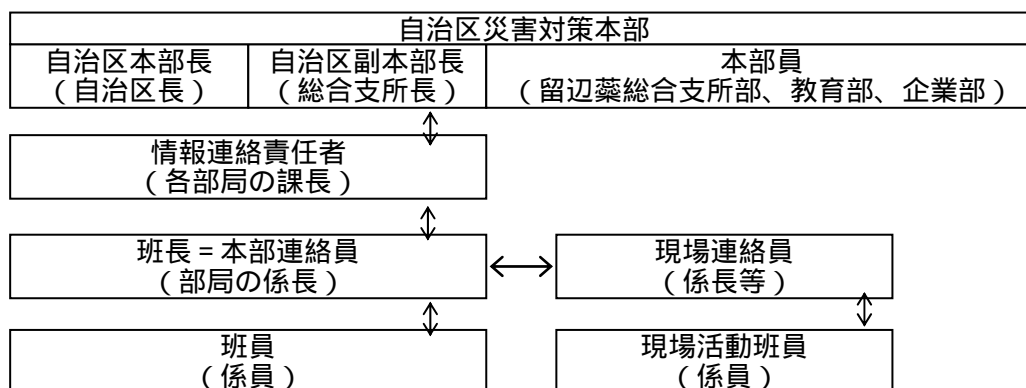 自治区災害対策本部
自治区本部長
（自治区長）
自治区副本部長
（総合支所長）
本部員
（留辺蘂総合支所部、教育部、企業部）
情報連絡責任者
（各部局の課長）
班長＝本部連絡員
（部局の係長）
現場連絡員
（係長等）
班員
（係員）
現場活動班員
（係員）